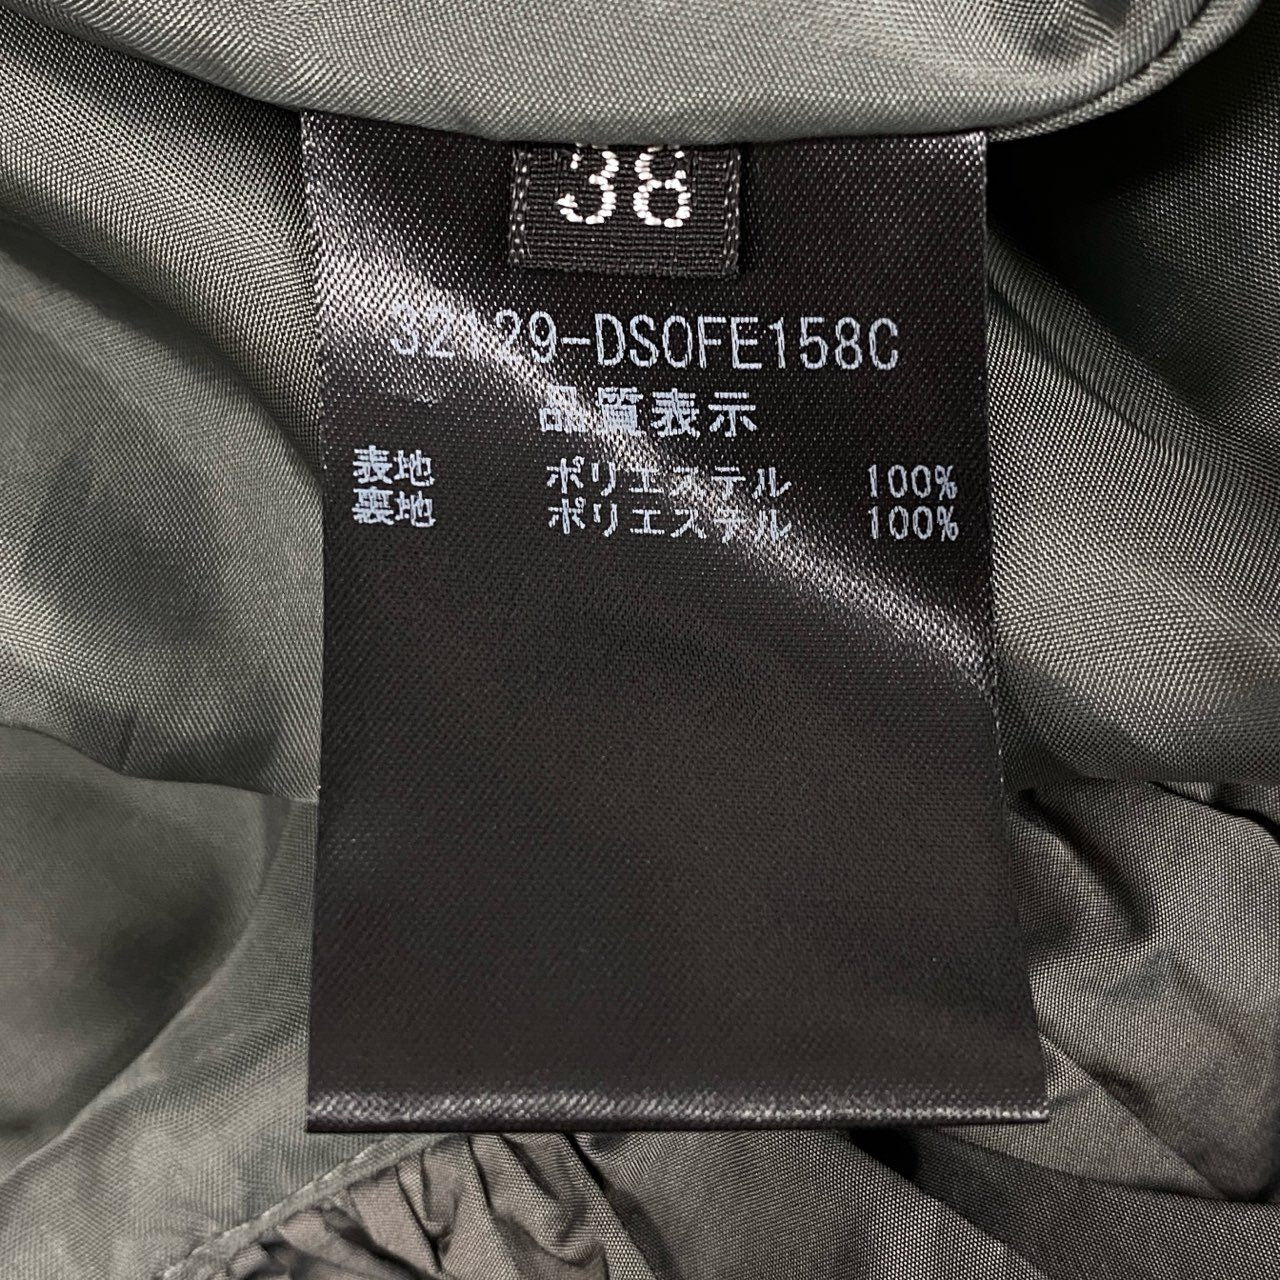 38
32129-DSOFE158C
品質表示
表地 ポリエステル 100%
裏地 ポリエステル 100%